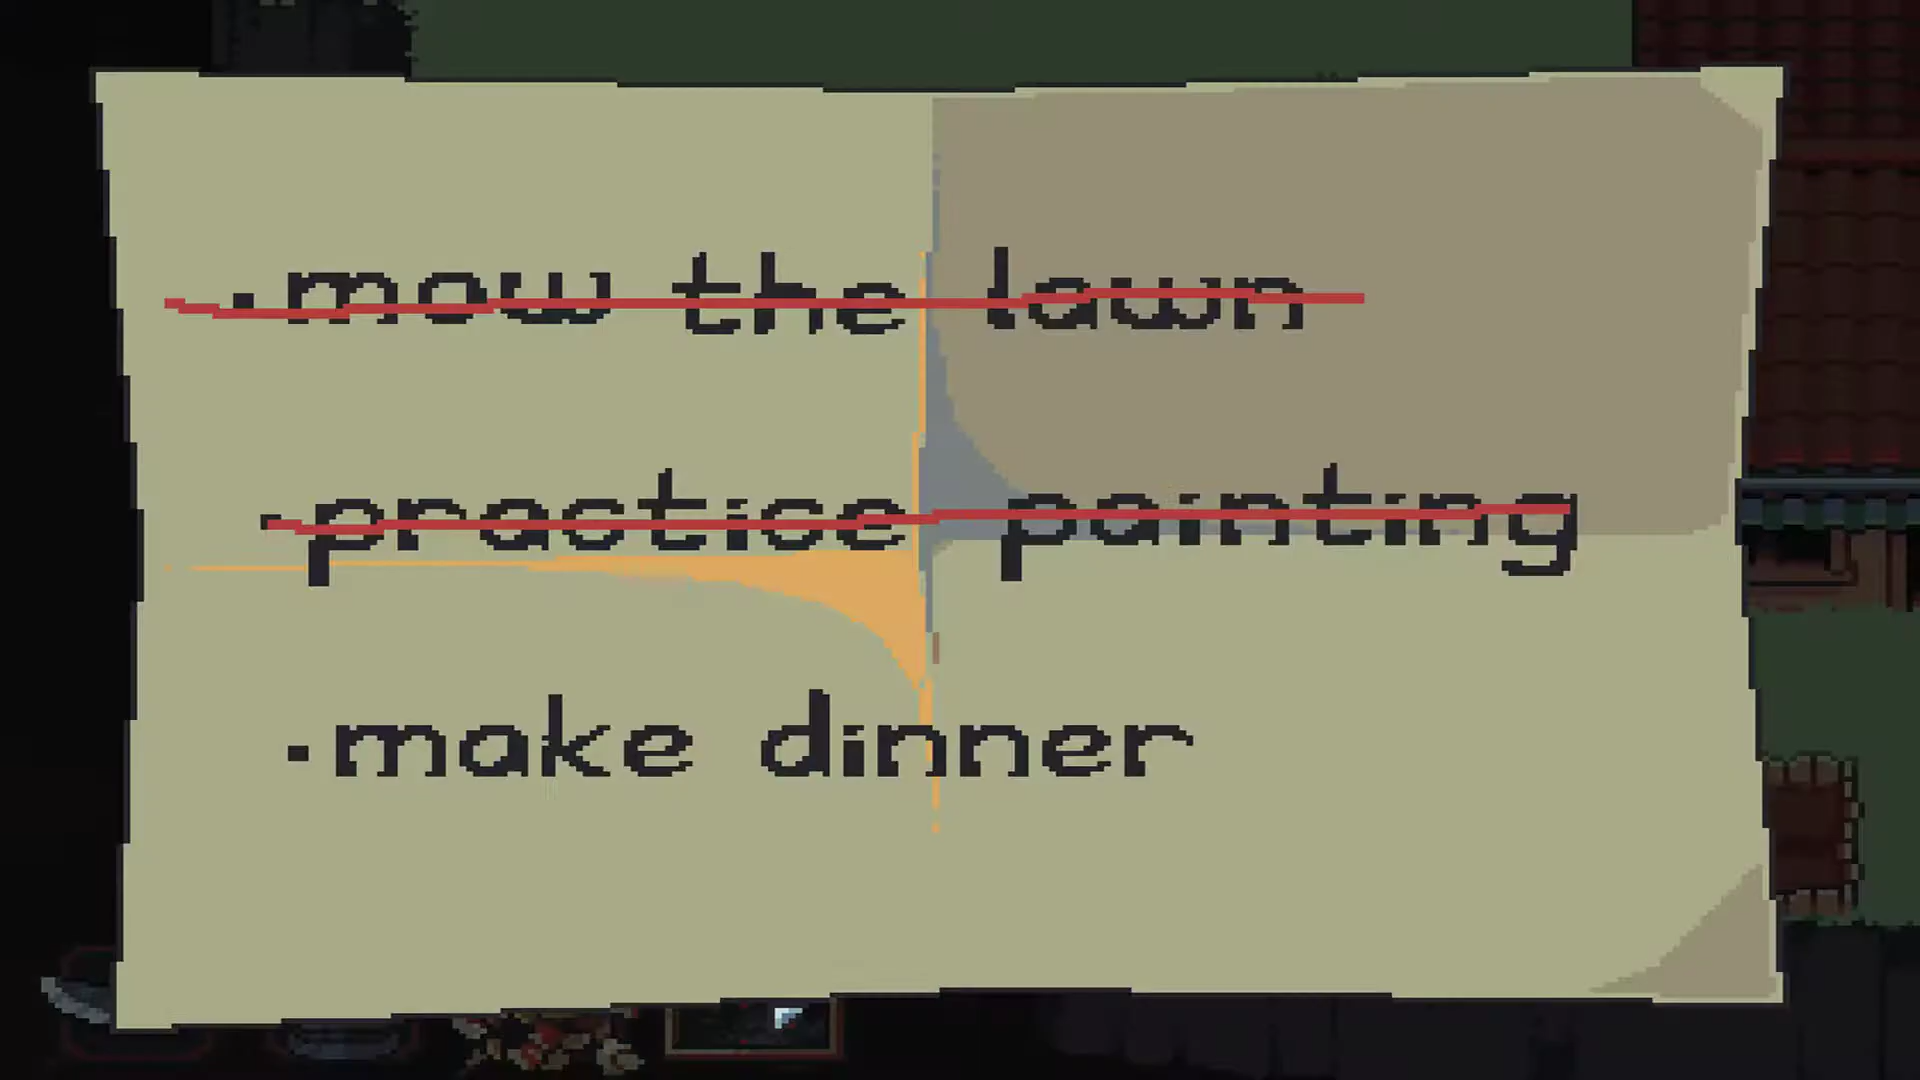 ·mow the lawn
·practice painting
·make dinner